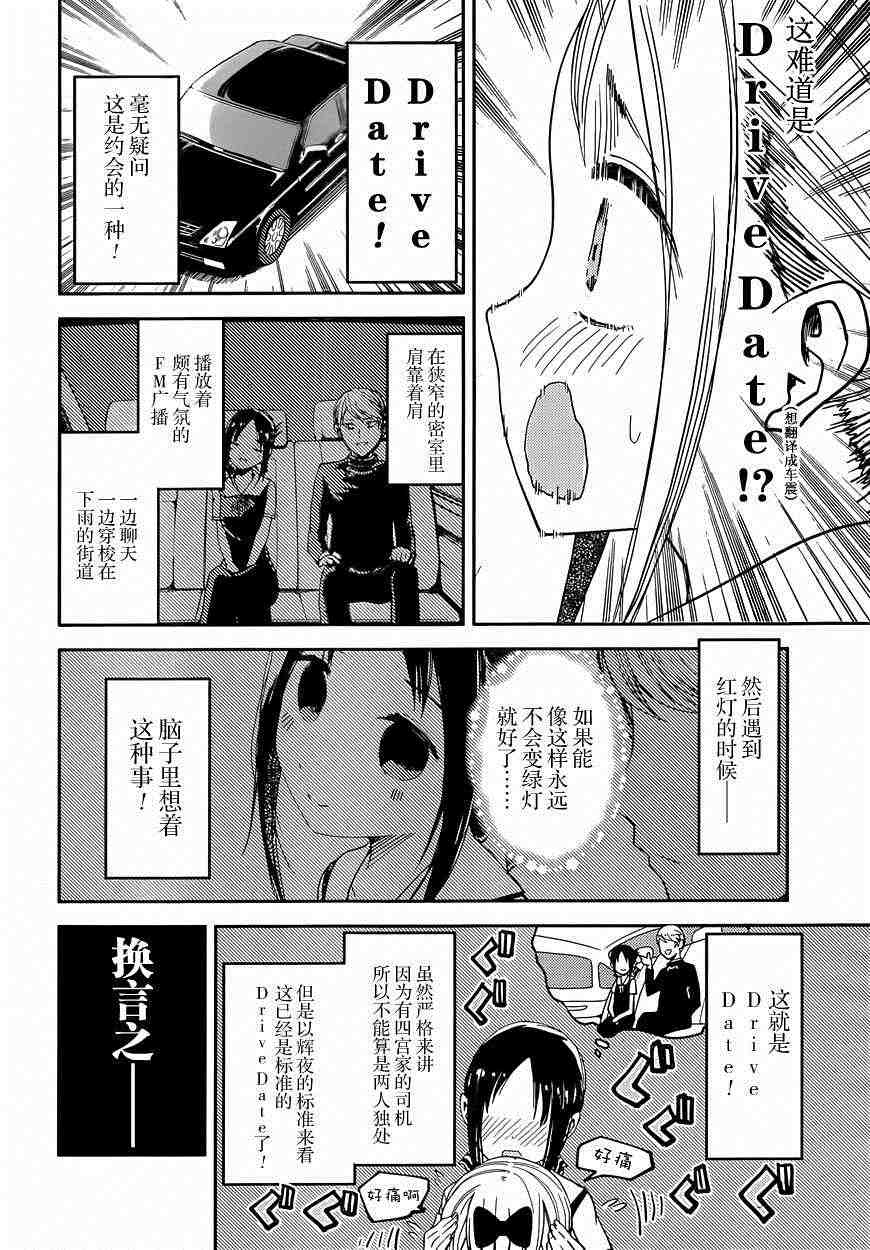 这难道是
Drive Date!?
(想翻译成车震)
Drive
Date!
毫无疑问
这是约会的一种！
在狭窄的密室里
肩靠着肩
播放着
颇有气氛的
FM广播
一边聊天
一边穿梭在
下雨的街道
然后遇到
红灯的时候—
如果能
像这样永远
不会变绿灯
就好了……
脑子里想着
这种事！
这就是
Drive
Date!
虽然严格来讲
因为有四宫家的司机
所以不能算是两人独处
但是以辉夜的标准来看
这已经是标准的
Drive Date了！
好痛
好痛啊
换言之——